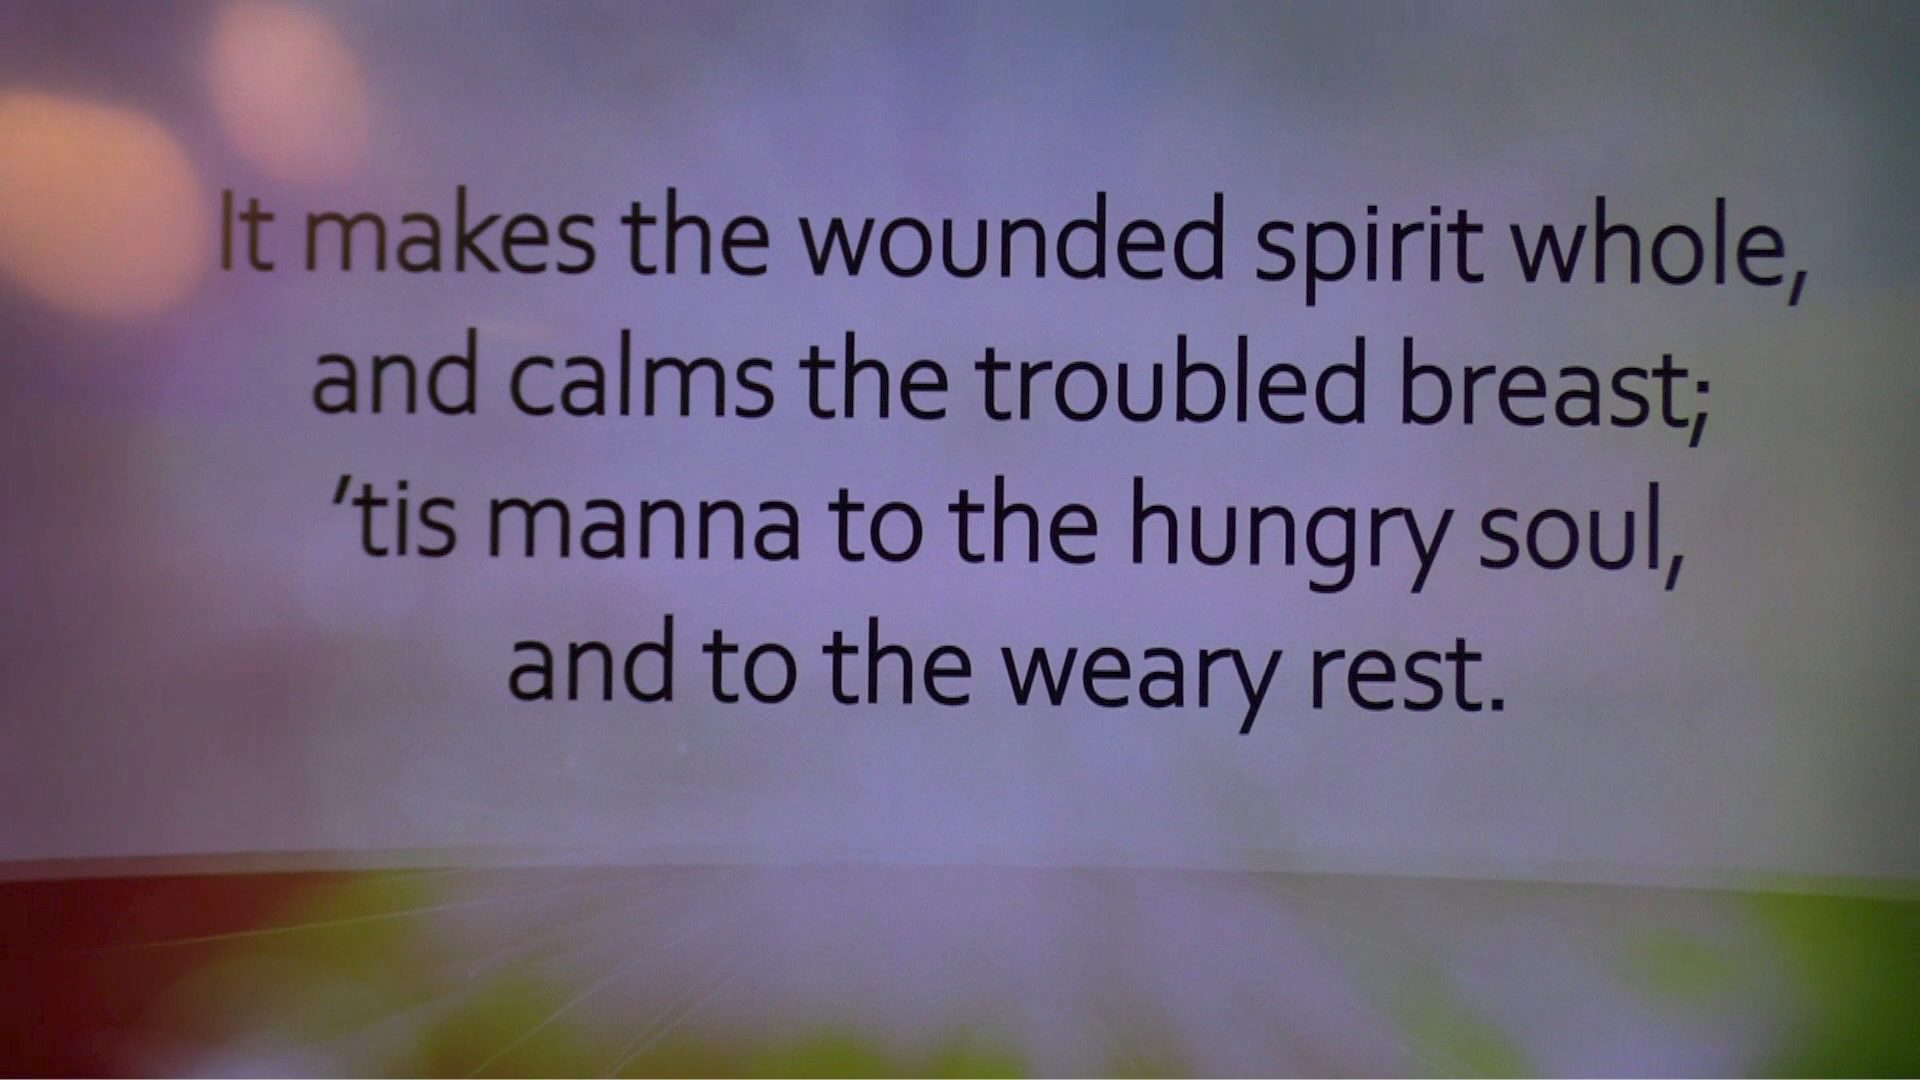 It makes the wounded spirit whole,
and calms the troubled breast;
’tis manna to the hungry soul,
and to the weary rest.